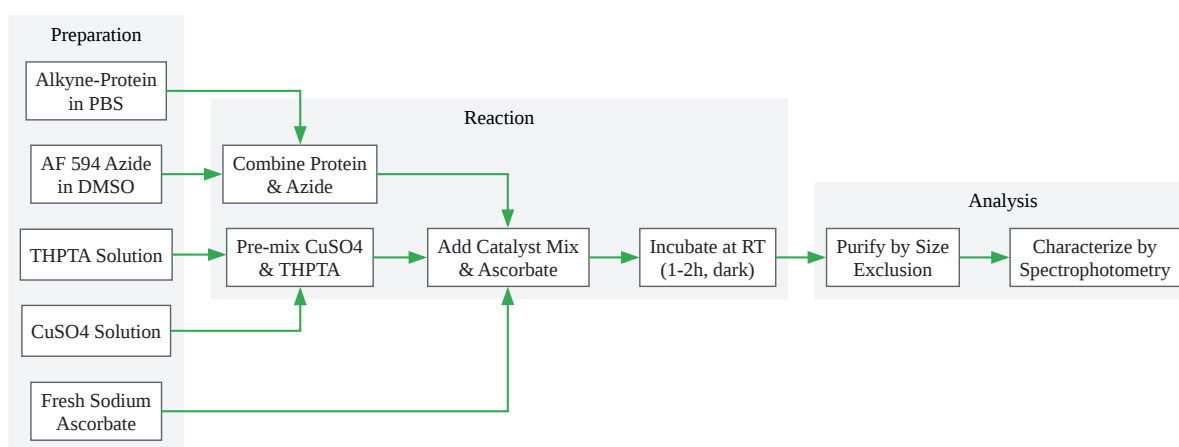 Preparation
Alkyne-Protein
in PBS
AF 594 Azide
in DMSO
THPTA Solution
CuSO4 Solution
Fresh Sodium
Ascorbate
Reaction
Combine Protein
& Azide
Pre-mix CuSO4
& THPTA
Add Catalyst Mix
& Ascorbate
Incubate at RT
(1-2h, dark)
Analysis
Purify by Size
Exclusion
Characterize by
Spectrophotometry